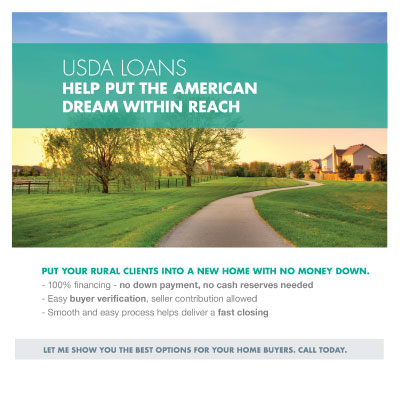 USDA LOANS
HELP PUT THE AMERICAN
DREAM WITHIN REACH
PUT YOUR RURAL CLIENTS INTO A NEW HOME WITH NO MONEY DOWN.
- 100% financing - no down payment, no cash reserves needed
- Easy buyer verification, seller contribution allowed
- Smooth and easy process helps deliver a fast closing
LET ME SHOW YOU THE BEST OPTIONS FOR YOUR HOME BUYERS. CALL TODAY.